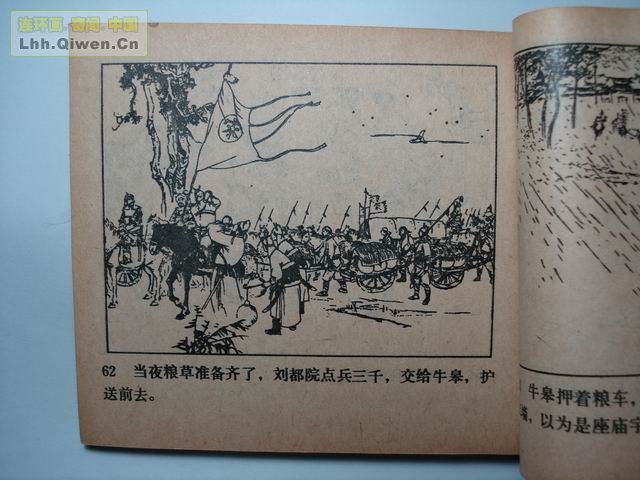 连环画·奇闻·中国
Lhh.Qiwen.Cn
62 当夜粮草准备齐了，刘都院点兵三千，交给牛皋，护
送前去。
牛皋押着粮车，
墙，以为是座庙宇